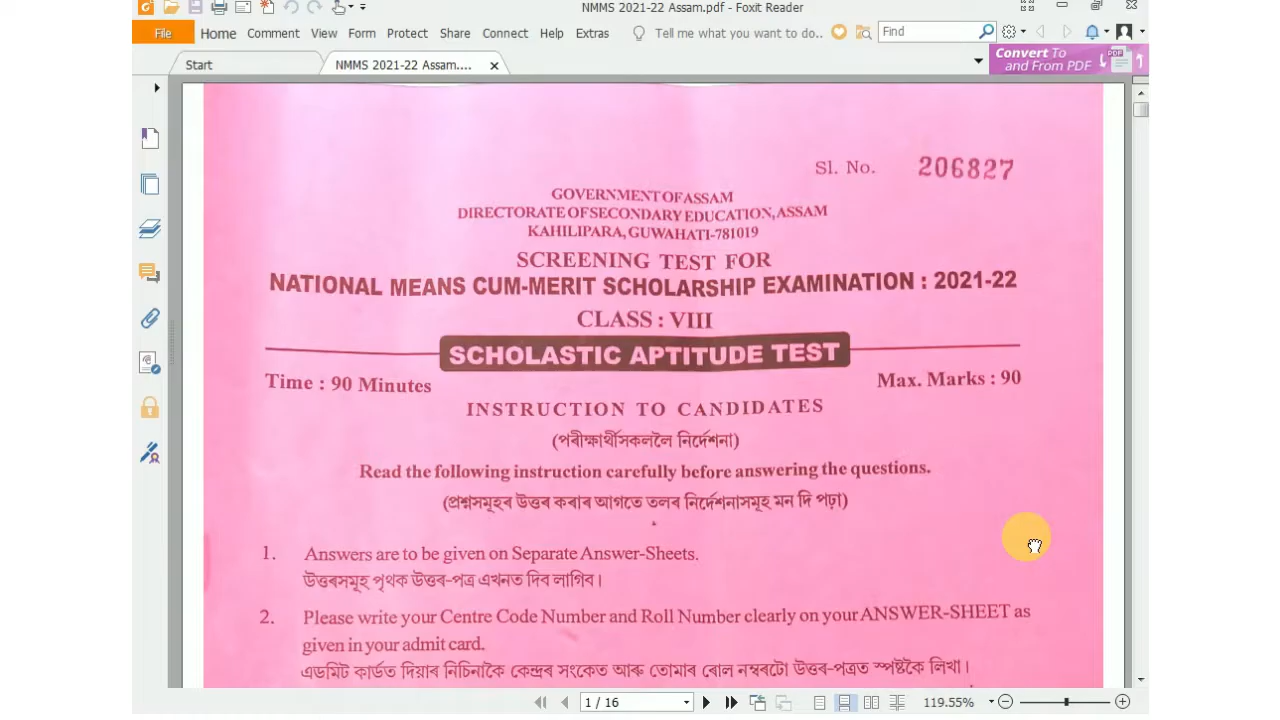 NMMS 2021-22 Assam.pdf - Foxit Reader
File Home Comment View Form Protect Share Connect Help Extras Tell me what you want to do.. Find
Start NMMS 2021-22 Assam....
Convert To
and From PDF
PDF
Sl. No. 206827
GOVERNMENT OF ASSAM
DIRECTORATE OF SECONDARY EDUCATION, ASSAM
KAHILIPARA, GUWAHATI-781019
SCREENING TEST FOR
NATIONAL MEANS CUM-MERIT SCHOLARSHIP EXAMINATION : 2021-22
CLASS : VIII
SCHOLASTIC APTITUDE TEST
Time : 90 Minutes Max. Marks : 90
INSTRUCTION TO CANDIDATES
(পৰীক্ষাৰ্থীসকললৈ নিৰ্দেশনা)
Read the following instruction carefully before answering the questions.
(প্ৰশ্নসমূহৰ উত্তৰ কৰাৰ আগতে তলৰ নিৰ্দেশনাসমূহ মন দি পঢ়া)
1. Answers are to be given on Separate Answer-Sheets.
উত্তৰসমূহ পৃথক উত্তৰ-পত্ৰ এখনত দিব লাগিব।
2. Please write your Centre Code Number and Roll Number clearly on your ANSWER-SHEET as
given in your admit card.
এডমিট কাৰ্ডত দিয়াৰ নিচিনাকৈ কেন্দ্ৰৰ সংকেত আৰু তোমাৰ ৰোল নম্বৰটো উত্তৰ-পত্ৰত স্পষ্টকৈ লিখা।
1 / 16 119.55%